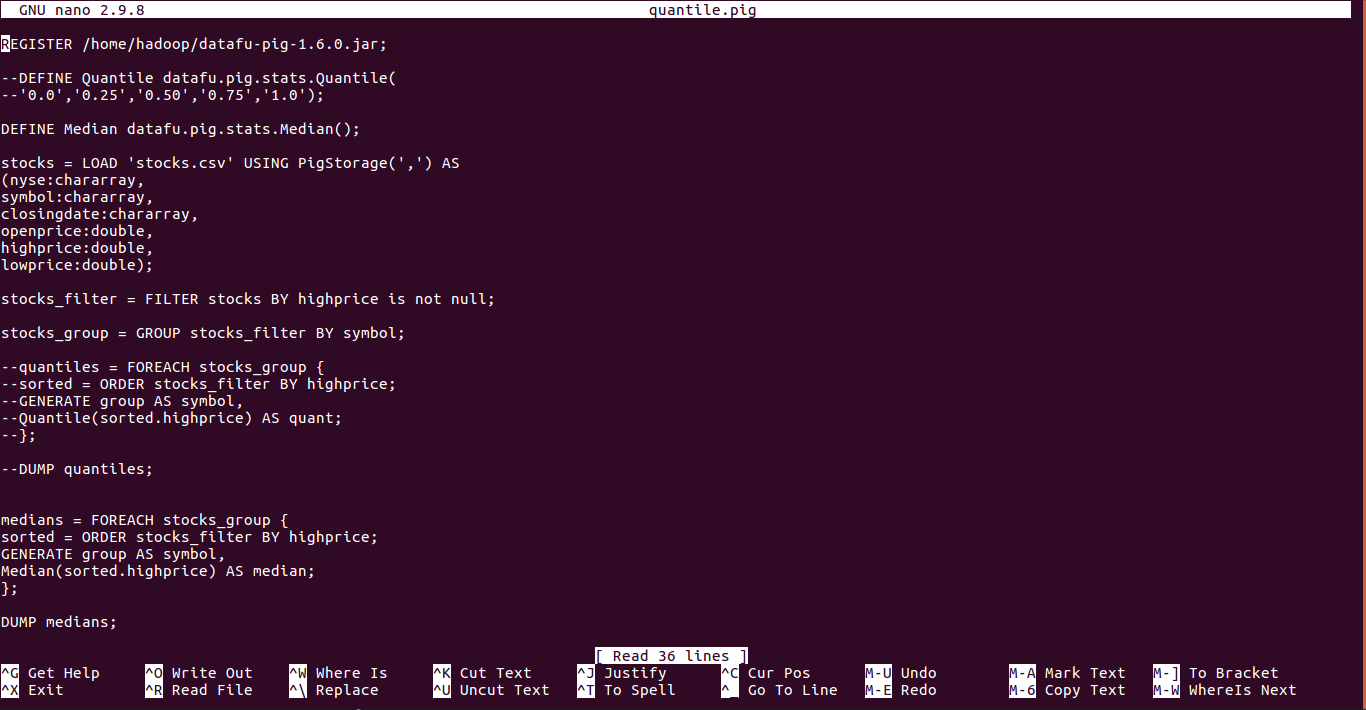 GNU nano 2.9.8 quantile.pig
REGISTER /home/hadoop/datafu-pig-1.6.0.jar;
--DEFINE Quantile datafu.pig.stats.Quantile(
--'0.0','0.25','0.50','0.75','1.0');
DEFINE Median datafu.pig.stats.Median();
stocks = LOAD 'stocks.csv' USING PigStorage(',') AS
(nyse:chararray,
symbol:chararray,
closingdate:chararray,
openprice:double,
highprice:double,
lowprice:double);
stocks_filter = FILTER stocks BY highprice is not null;
stocks_group = GROUP stocks_filter BY symbol;
--quantiles = FOREACH stocks_group {
--sorted = ORDER stocks_filter BY highprice;
--GENERATE group AS symbol,
--Quantile(sorted.highprice) AS quant;
--};
--DUMP quantiles;
medians = FOREACH stocks_group {
sorted = ORDER stocks_filter BY highprice;
GENERATE group AS symbol,
Median(sorted.highprice) AS median;
};
DUMP medians;
[ Read 36 lines ]
^G Get Help ^O Write Out ^W Where Is ^K Cut Text ^J Justify ^C Cur Pos M-U Undo M-A Mark Text M-] To Bracket
^X Exit ^R Read File ^\ Replace ^U Uncut Text ^T To Spell ^_ Go To Line M-E Redo M-6 Copy Text M-W WhereIs Next